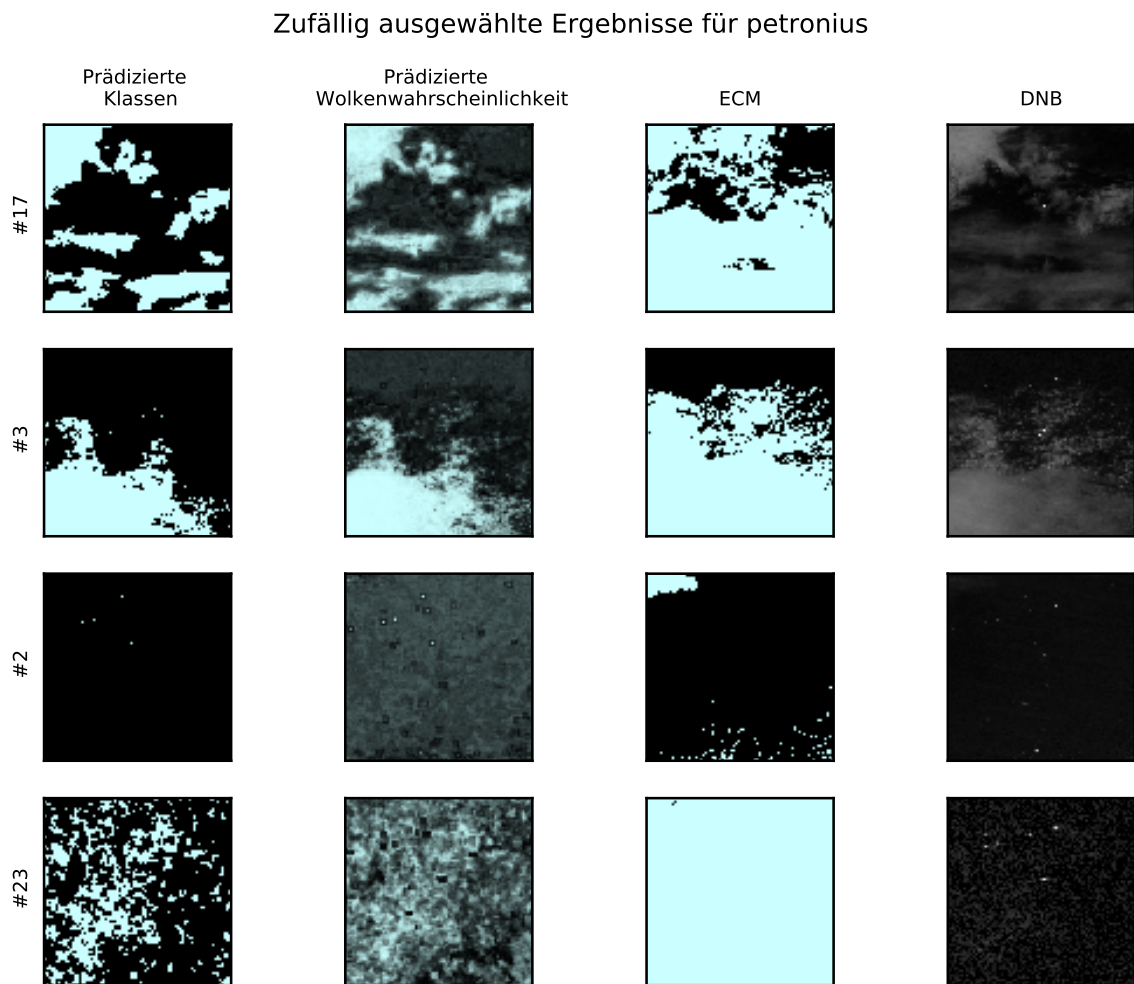 Zufällig ausgewählte Ergebnisse für petronius
Prädizierte
Klassen
Prädizierte
Wolkenwahrscheinlichkeit
ECM
DNB
#17
#3
#2
#23